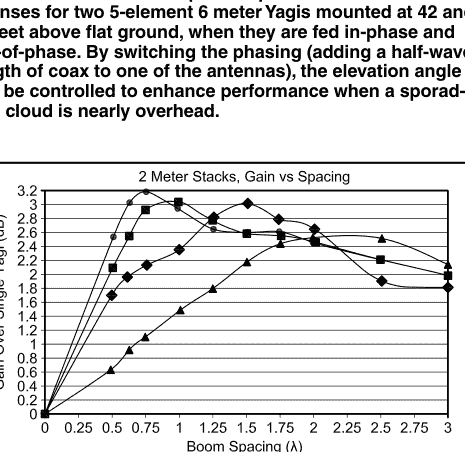 nses for two 5-element 6 meter Yagis mounted at 42 and
eet above flat ground, when they are fed in-phase and
-of-phase. By switching the phasing (adding a half-wave
gth of coax to one of the antennas), the elevation angle
be controlled to enhance performance when a sporad-
cloud is nearly overhead.
2 Meter Stacks, Gain vs Spacing
3.2
3
2.8
2.6
2.4
2.2
2
1.8
1.6
1.4
1.2
1
0.8
0.6
0.4
0.2
0
Gain Over Single Yagi (dB)
0 0.25 0.5 0.75 1 1.25 1.5 1.75 2 2.25 2.5 2.75 3
Boom Spacing (λ)